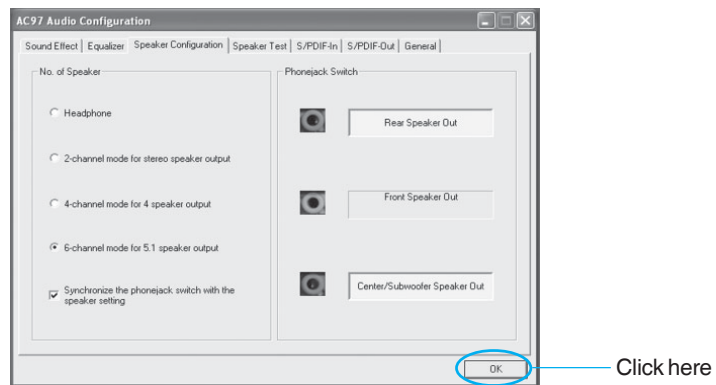 AC97 Audio Configuration
Sound Effect | Equalizer | Speaker Configuration | Speaker Test | S/PDIF-In | S/PDIF-Out | General
No. of Speaker
Headphone
2-channel mode for stereo speaker output
4-channel mode for 4 speaker output
6-channel mode for 5.1 speaker output
Synchronize the phonejack switch with the
speaker setting
Phonejack Switch
Rear Speaker Out
Front Speaker Out
Center/Subwoofer Speaker Out
OK
Click here